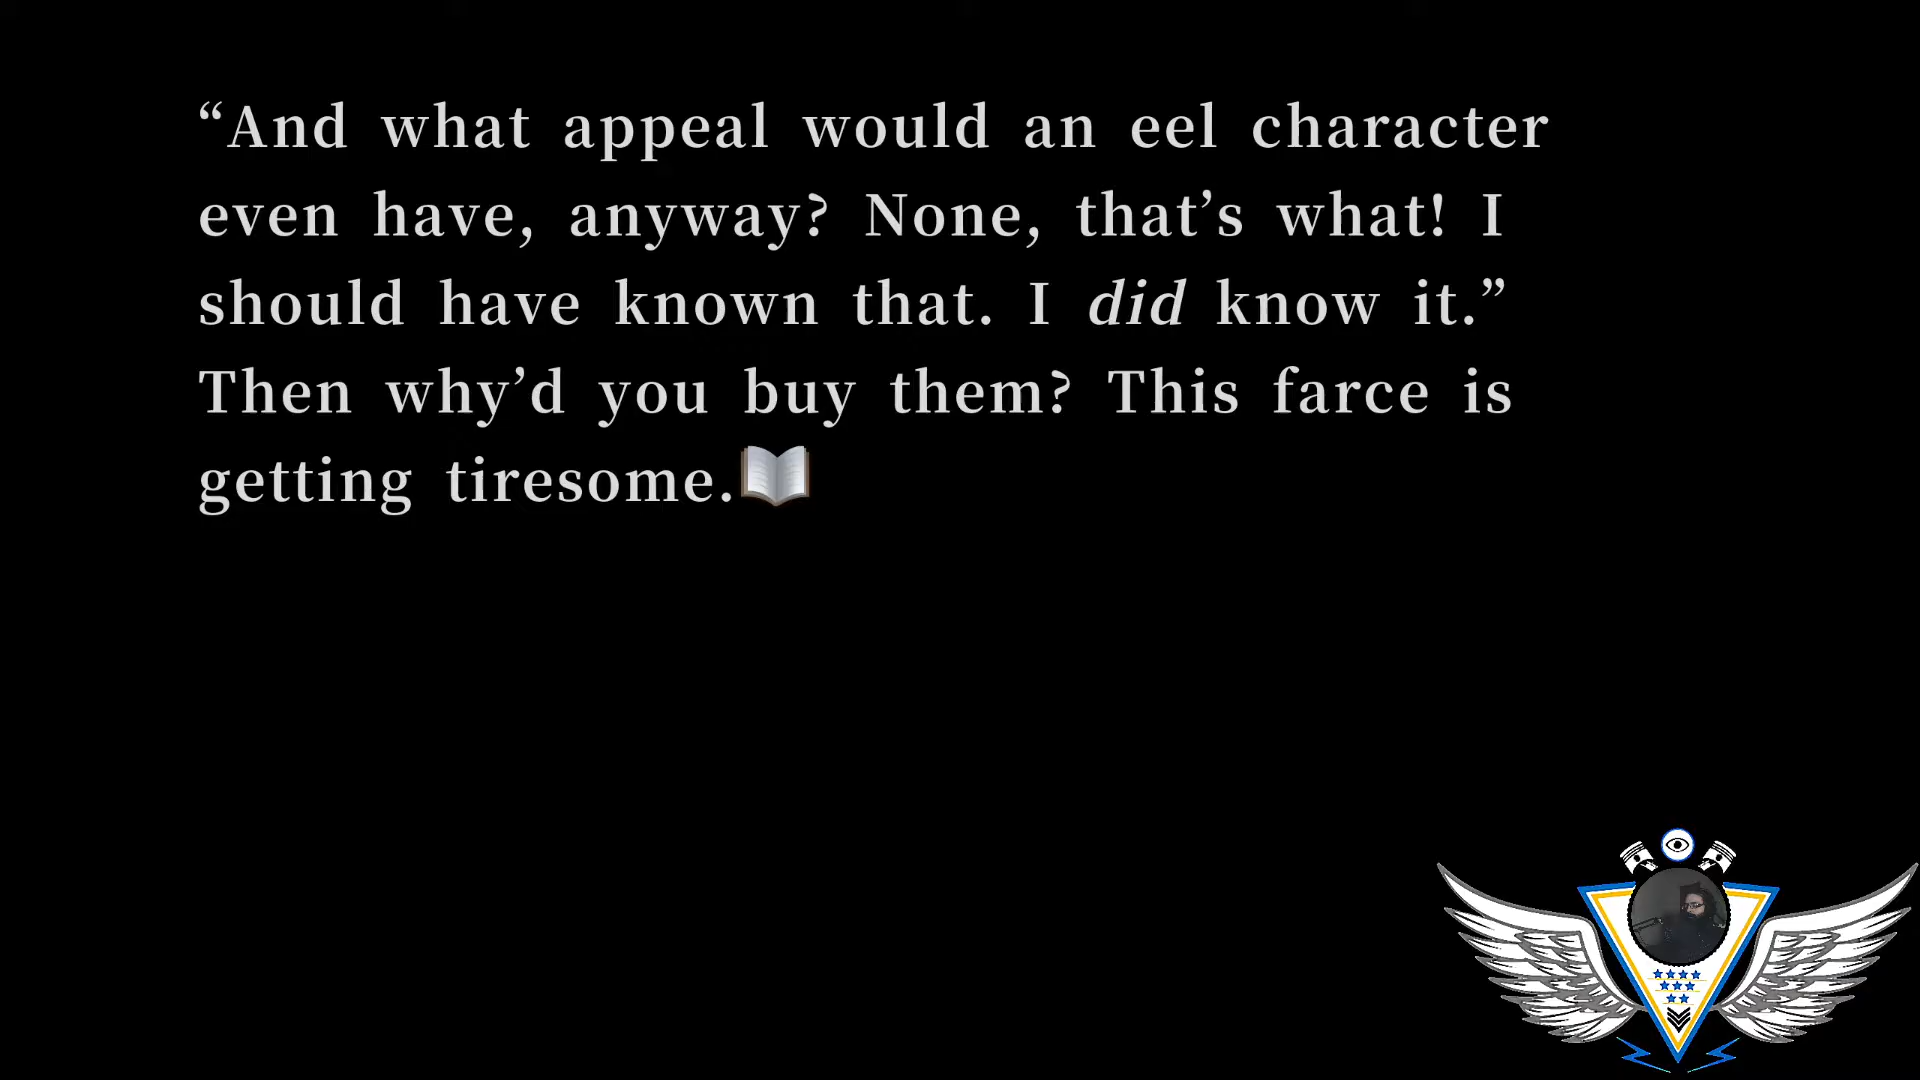 “And what appeal would an eel character
even have, anyway? None, that’s what! I
should have known that. I did know it.”
Then why’d you buy them? This farce is
getting tiresome.